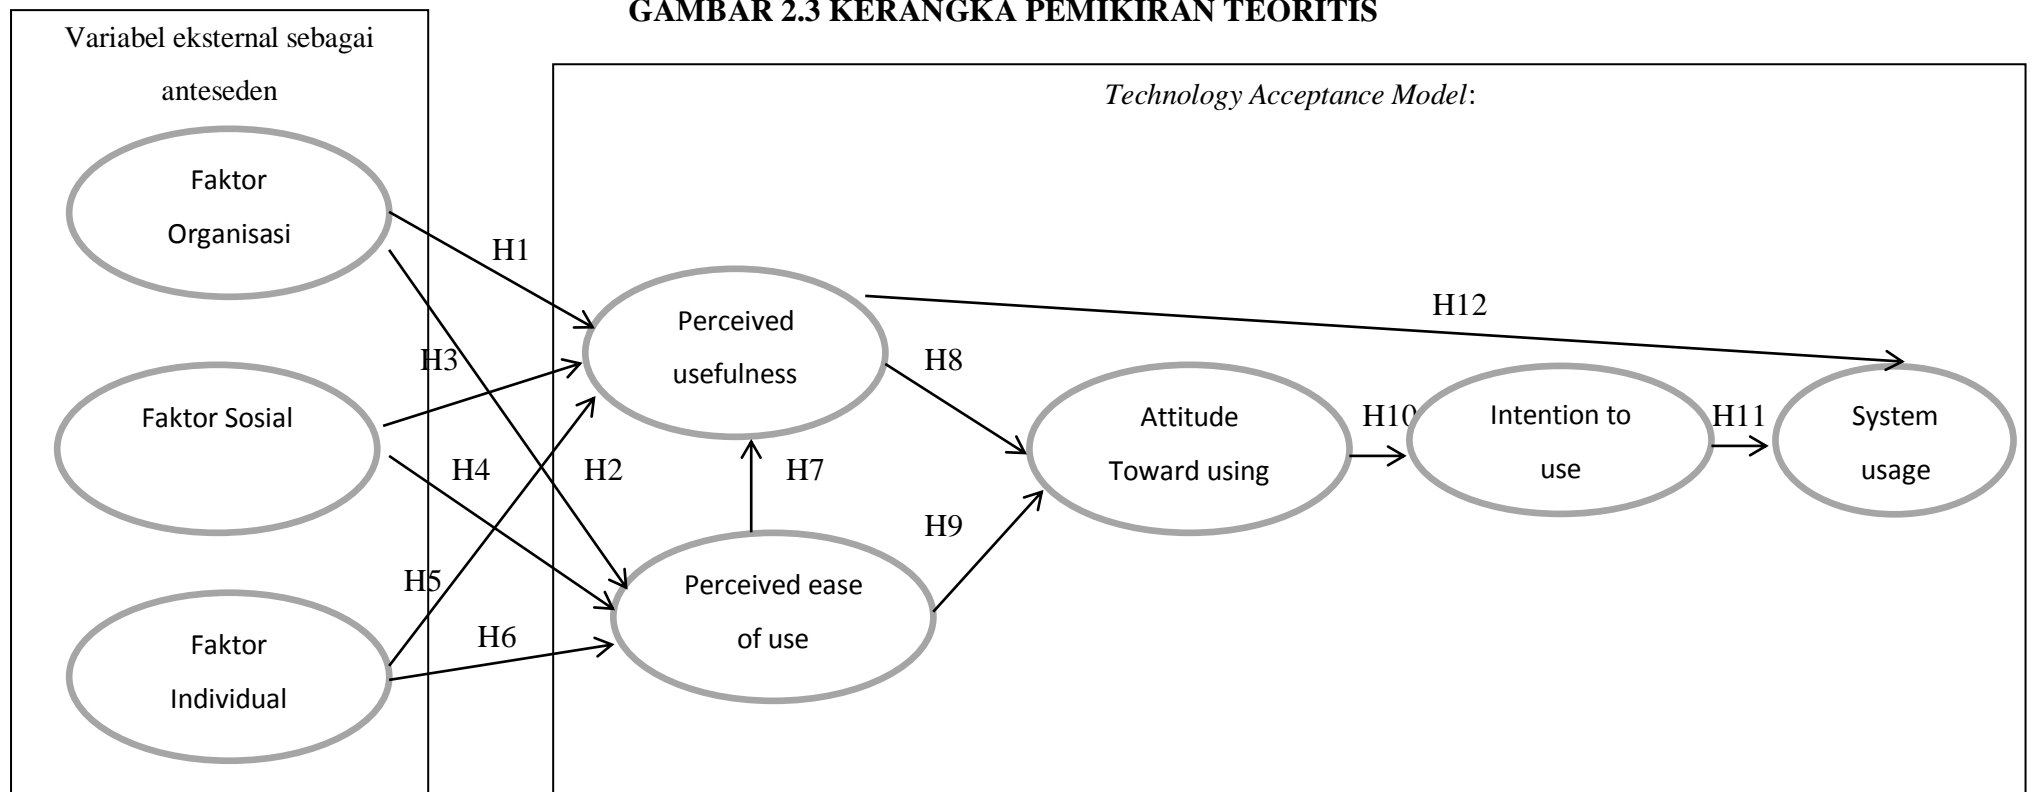 GAMBAR 2.3 KERANGKA PEMIKIRAN TEORITIS
Variabel eksternal sebagai
anteseden
Technology Acceptance Model:
Faktor
Organisasi
Faktor Sosial
Faktor
Individual
H1
H3
H4
H2
H5
H6
Perceived
usefulness
H7
Perceived ease
of use
H12
H8
H9
Attitude
Toward using
H10
Intention to
use
H11
System
usage